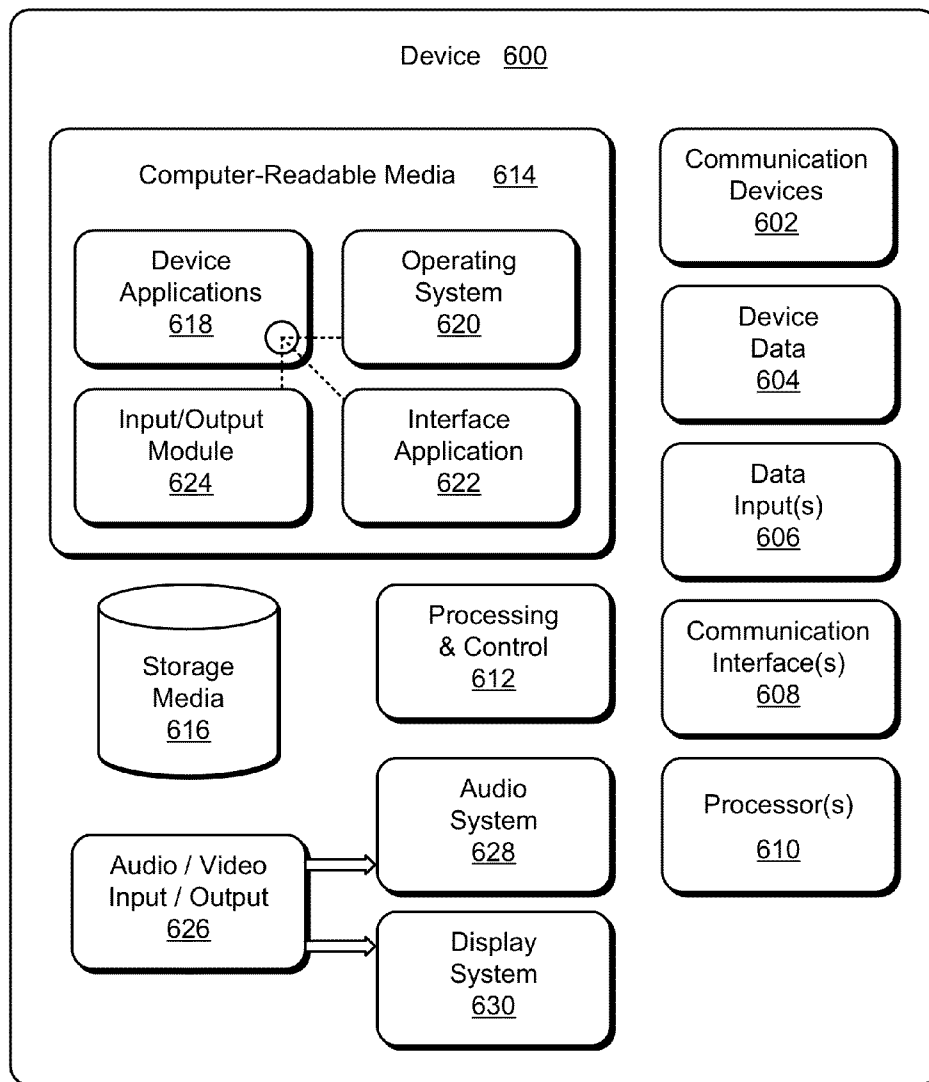 Device 600
Computer-Readable Media 614
Device
Applications
618
Operating
System
620
Input/Output
Module
624
Interface
Application
622
Communication
Devices
602
Device
Data
604
Data
Input(s)
606
Communication
Interface(s)
608
Processor(s)
610
Storage
Media
616
Processing
& Control
612
Audio / Video
Input / Output
626
Audio
System
628
Display
System
630